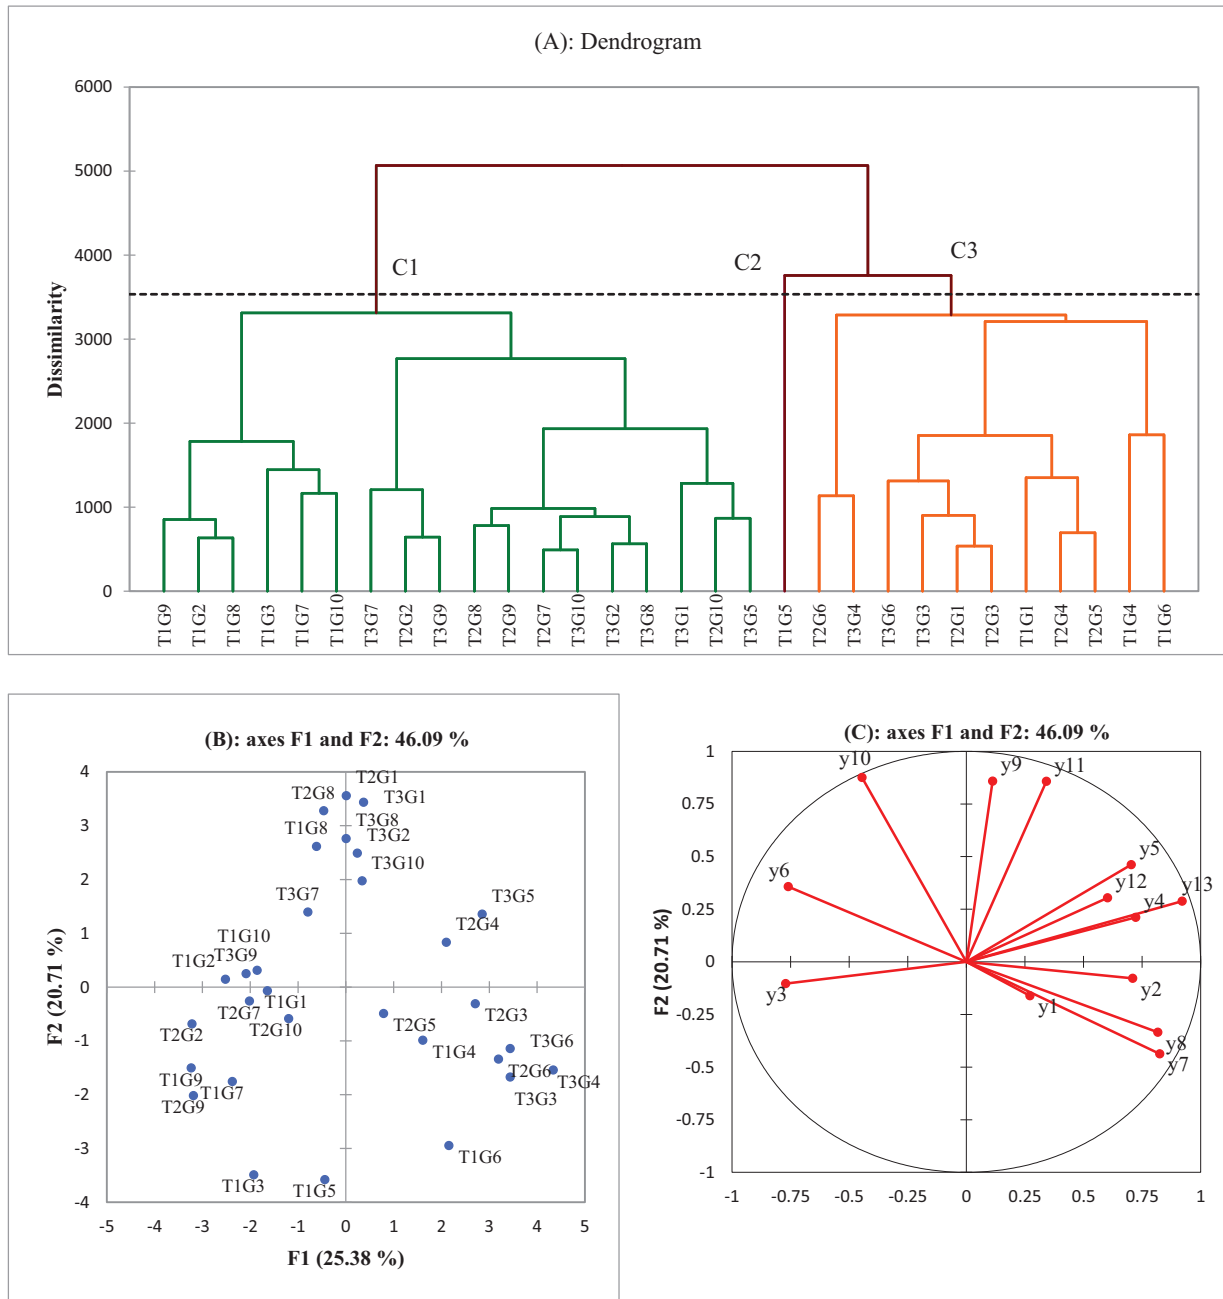 (A): Dendrogram
6000
5000
4000
3000
2000
1000
0
Dissimilarity
C1
C2
C3
T1G9
T1G2
T1G8
T1G3
T1G7
T1G10
T3G7
T2G2
T3G9
T2G8
T2G9
T2G7
T3G10
T3G2
T3G8
T3G1
T2G10
T3G5
T1G5
T2G6
T3G4
T3G6
T3G3
T2G1
T2G3
T1G1
T2G4
T2G5
T1G4
T1G6
(B): axes F1 and F2: 46.09 %
4
3
2
1
0
-1
-2
-3
-4
F2 (20.71 %)
T2G1
T2G8
T3G1
T1G8
T3G8
T3G2
T3G10
T3G7
T3G5
T2G4
T1G10
T1G2
T3G9
T1G1
T2G7
T2G10
T2G2
T2G5
T2G3
T1G4
T3G6
T2G6
T3G4
T3G3
T1G9
T1G7
T2G9
T1G6
T1G3
T1G5
-5
-4
-3
-2
-1
0
1
2
3
4
5
F1 (25.38 %)
(C): axes F1 and F2: 46.09 %
1
0.75
0.5
0.25
0
-0.25
-0.5
-0.75
-1
F2 (20.71 %)
y10
y9
y11
y5
y6
y12
y13
y4
y3
y2
y1
y8
y7
-1
-0.75
-0.5
-0.25
0
0.25
0.5
0.75
1